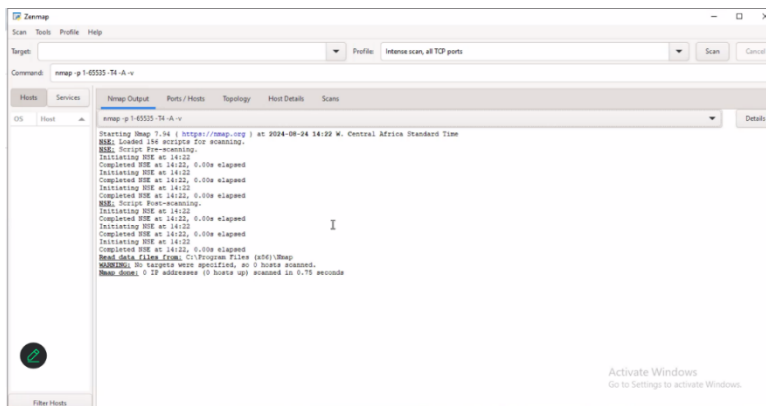 Zenmap
Scan Tools Profile Help
Target: Profile: Intense scan, all TCP ports Scan Cancel
Command: nmap -p 1-65535 -T4 -A -v
Hosts Services Nmap Output Ports / Hosts Topology Host Details Scans
OS Host nmap -p 1-65535 -T4 -A -v Details
Starting Nmap 7.94 ( https://nmap.org ) at 2024-08-24 14:22 W. Central Africa Standard Time
NSE: Loaded 156 scripts for scanning.
NSE: Script Pre-scanning.
Initiating NSE at 14:22
Completed NSE at 14:22, 0.00s elapsed
Initiating NSE at 14:22
Completed NSE at 14:22, 0.00s elapsed
Initiating NSE at 14:22
Completed NSE at 14:22, 0.00s elapsed
NSE: Script Post-scanning.
Initiating NSE at 14:22
Completed NSE at 14:22, 0.00s elapsed
Initiating NSE at 14:22
Completed NSE at 14:22, 0.00s elapsed
Initiating NSE at 14:22
Completed NSE at 14:22, 0.00s elapsed
Read data files from: C:\Program Files (x86)\Nmap
WARNING: No targets were specified, so 0 hosts scanned.
Nmap done: 0 IP addresses (0 hosts up) scanned in 0.75 seconds
Activate Windows
Go to Settings to activate Windows.
Filter Hosts